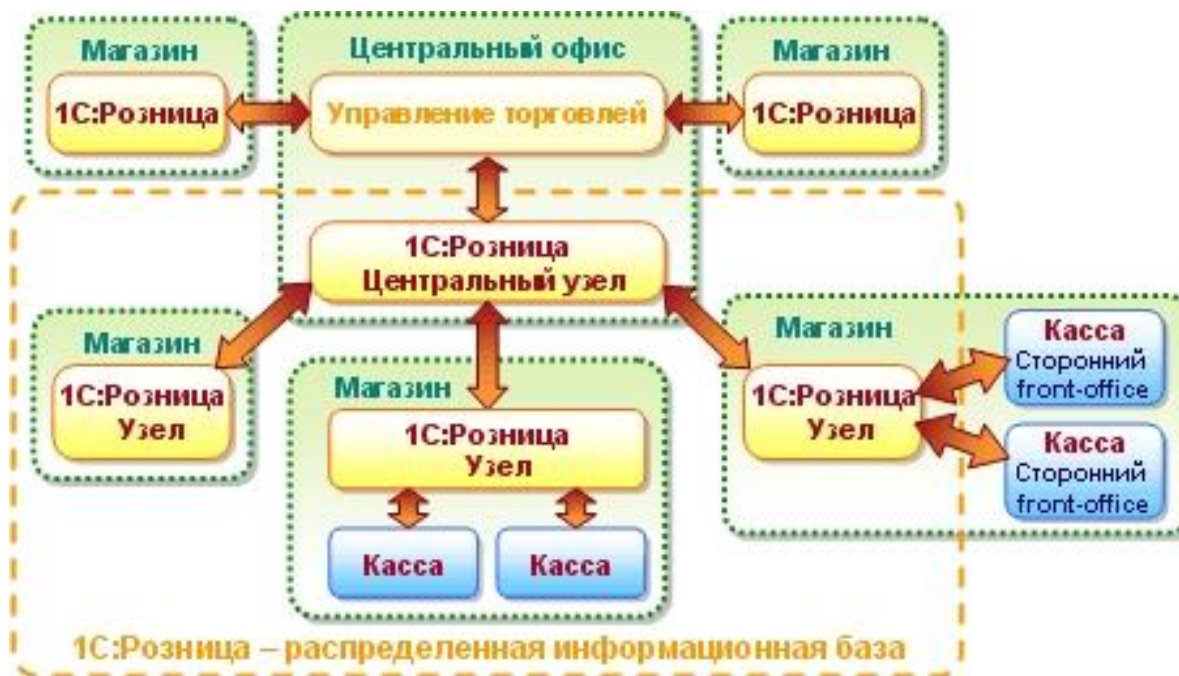 Магазин
Центральный офис
Магазин
1С:Розница
Управление торговлей
1С:Розница
1С:Розница
Центральный узел
Магазин
1С:Розница
Узел
Магазин
1С:Розница
Узел
Касса
Касса
Магазин
1С:Розница
Узел
Касса
Сторонний
front-office
Касса
Сторонний
front-office
1С:Розница – распределенная информационная база